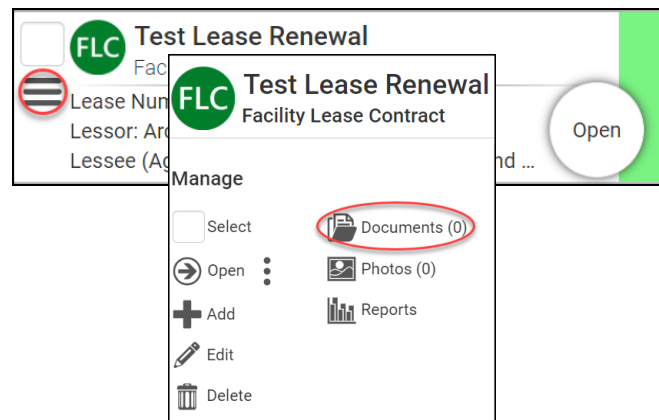 FLC
Test Lease Renewal
Fac
Lease Num
Lessor: Arc
Lessee (Ag
nd ...
Open
FLC
Test Lease Renewal
Facility Lease Contract
Manage
Select
Documents (0)
Open
Photos (0)
Add
Reports
Edit
Delete